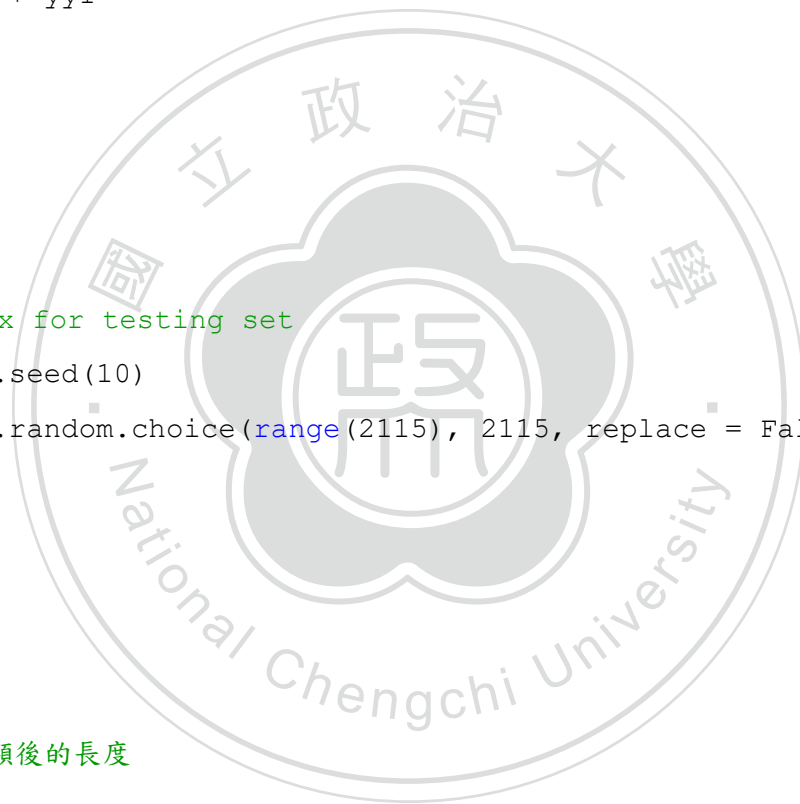 + yy1
國立政治大學
x for testing set
.seed(10)
.random.choice(range(2115), 2115, replace = Fal
政
National Chengchi University
後的長度